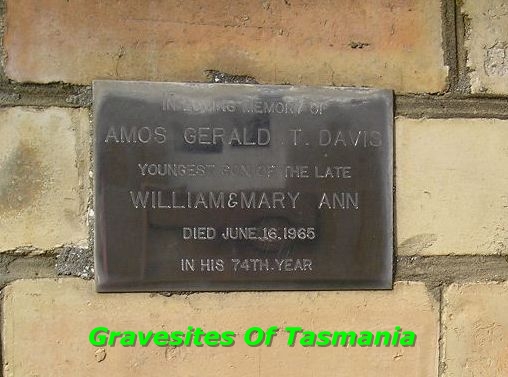 IN LOVING MEMORY OF
AMOS GERALD .T. DAVIS
YOUNGEST SON OF THE LATE
WILLIAM&MARY ANN
DIED JUNE.16.1965
IN HIS 74TH.YEAR
Gravesites Of Tasmania